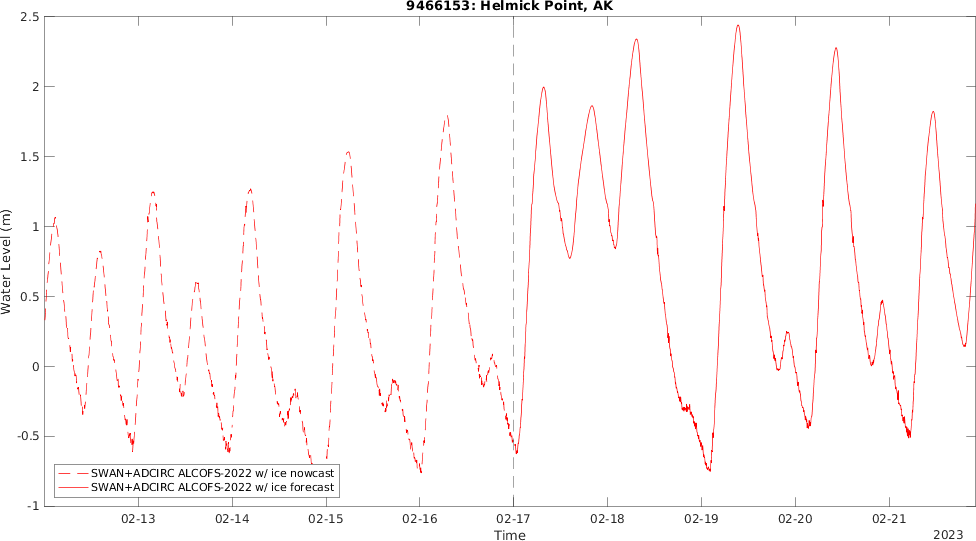 9466153: Helmick Point, AK
Water Level (m)
2.5
2
1.5
1
0.5
0
-0.5
-1
SWAN+ADCIRC ALCOFS-2022 w/ ice nowcast
SWAN+ADCIRC ALCOFS-2022 w/ ice forecast
02-13 02-14 02-15 02-16 02-17 02-18 02-19 02-20 02-21
Time
2023